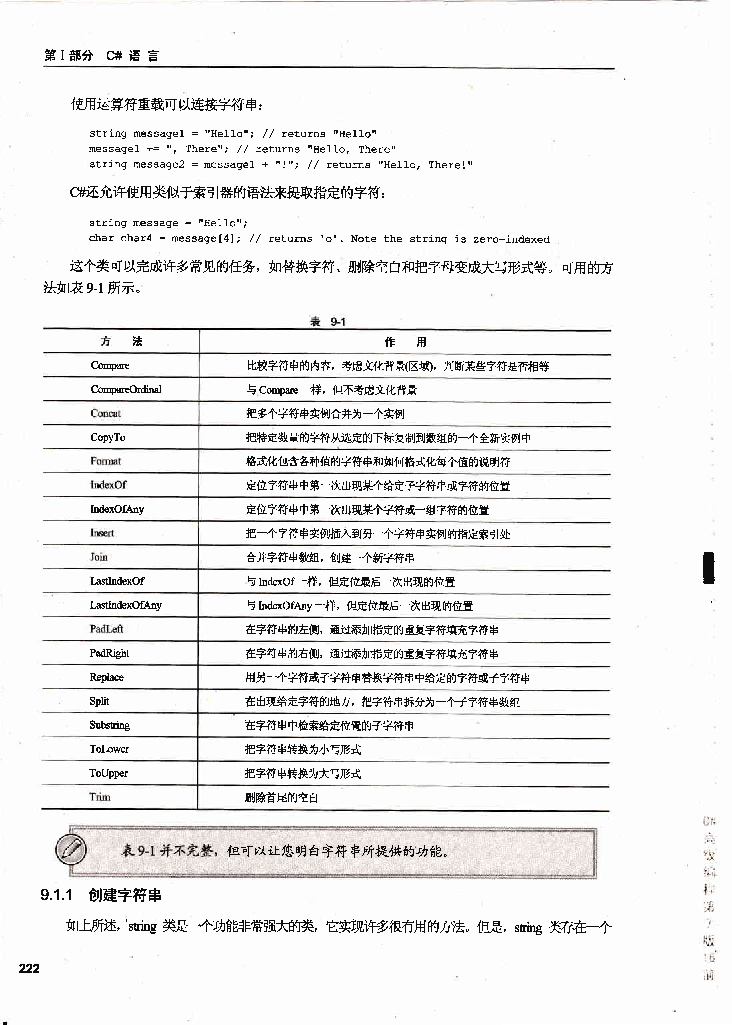 第 I 部分 C# 语 言
使用运算符重载可以连接字符串:
string message1 = "Hello"; // returns "Hello"
message1 += ", There"; // returns "Hello, There"
string message2 = message1 + "!"; // returns "Hello, There!"
C#还允许使用类似于索引器的语法来提取指定的字符:
string message = "Hello";
char char4 = message[4]; // returns 'o'. Note the string is zero-indexed
这个类可以完成许多常见的任务，如替换字符、删除空白和把字母变成大写形式等。可用的方
法如表 9-1 所示。
表 9-1
方 法 作 用
Compare 比较字符串的内容，考虑文化背景(区域)，判断某些字符是否相等
CompareOrdinal 与 Compare 一样，但不考虑文化背景
Concat 把多个字符串实例合并为一个实例
CopyTo 把特定数量的字符从选定的下标复制到数组的一个全新实例中
Format 格式化包含各种值的字符串和如何格式化每个值的说明符
IndexOf 定位字符串中第一次出现某个给定子字符串或字符的位置
IndexOfAny 定位字符串中第一次出现某个字符或一组字符的位置
Insert 把一个字符串实例插入到另一个字符串实例的指定索引处
Join 合并字符串数组，创建一个新字符串
LastIndexOf 与 IndexOf 一样，但定位最后一次出现的位置
LastIndexOfAny 与 IndexOfAny 一样，但定位最后一次出现的位置
PadLeft 在字符串的左侧，通过添加指定的重复字符填充字符串
PadRight 在字符串的右侧，通过添加指定的重复字符填充字符串
Replace 用另一个字符或子字符串替换字符串中给定的字符或子字符串
Split 在出现给定字符的地方，把字符串拆分为一个子字符串数组
Substring 在字符串中检索给定位置的子字符串
ToLower 把字符串转换为小写形式
ToUpper 把字符串转换为大写形式
Trim 删除首尾的空白
表 9-1 并不完整，但可以让您明白字符串所提供的功能。
9.1.1 创建字符串
如上所述，string 类是一个功能非常强大的类，它实现许多很有用的方法。但是，string 类存在一个
222
C#
高
级
编
程
第
7
版